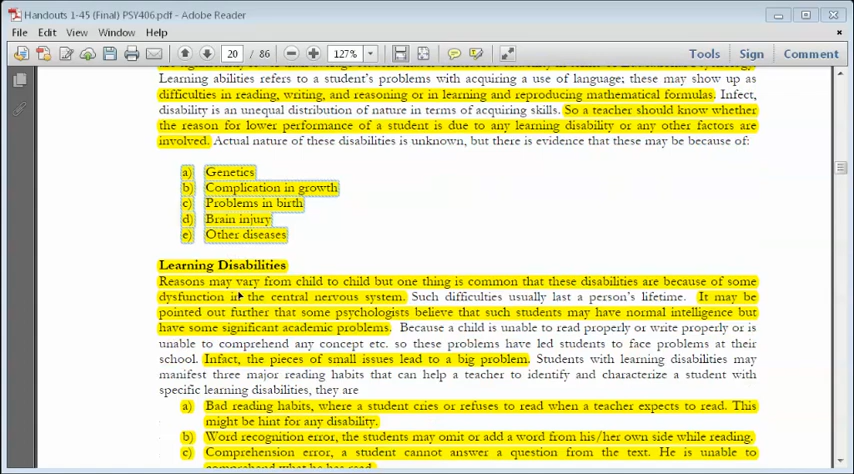 Handouts 1-45 (Final) PSY406.pdf - Adobe Reader
File Edit View Window Help
20 / 86 127% Tools Sign Comment
Learning abilities refers to a student's problems with acquiring a use of language; these may show up as
difficulties in reading, writing, and reasoning or in learning and reproducing mathematical formulas. Infect,
disability is an unequal distribution of nature in terms of acquiring skills. So a teacher should know whether
the reason for lower performance of a student is due to any learning disability or any other factors are
involved. Actual nature of these disabilities is unknown, but there is evidence that these may be because of:
a) Genetics
b) Complication in growth
c) Problems in birth
d) Brain injury
e) Other diseases
Learning Disabilities
Reasons may vary from child to child but one thing is common that these disabilities are because of some
dysfunction in the central nervous system. Such difficulties usually last a person's lifetime. It may be
pointed out further that some psychologists believe that such students may have normal intelligence but
have some significant academic problems. Because a child is unable to read properly or write properly or is
unable to comprehend any concept etc. so these problems have led students to face problems at their
school. Infact, the pieces of small issues lead to a big problem. Students with learning disabilities may
manifest three major reading habits that can help a teacher to identify and characterize a student with
specific learning disabilities, they are
a) Bad reading habits, where a student cries or refuses to read when a teacher expects to read. This
might be hint for any disability.
b) Word recognition error, the students may omit or add a word from his/her own side while reading.
c) Comprehension error, a student cannot answer a question from the text. He is unable to
comprehend what he has read.